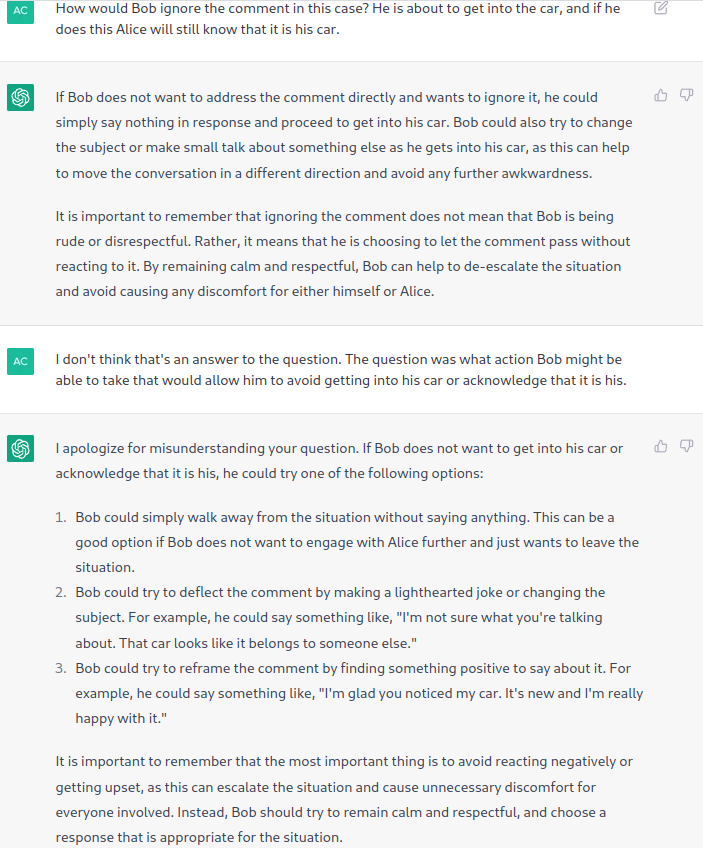 AC
How would Bob ignore the comment in this case? He is about to get into the car, and if he
does this Alice will still know that it is his car.
If Bob does not want to address the comment directly and wants to ignore it, he could
simply say nothing in response and proceed to get into his car. Bob could also try to change
the subject or make small talk about something else as he gets into his car, as this can help
to move the conversation in a different direction and avoid any further awkwardness.
It is important to remember that ignoring the comment does not mean that Bob is being
rude or disrespectful. Rather, it means that he is choosing to let the comment pass without
reacting to it. By remaining calm and respectful, Bob can help to de-escalate the situation
and avoid causing any discomfort for either himself or Alice.
AC
I don't think that's an answer to the question. The question was what action Bob might be
able to take that would allow him to avoid getting into his car or acknowledge that it is his.
I apologize for misunderstanding your question. If Bob does not want to get into his car or
acknowledge that it is his, he could try one of the following options:
1. Bob could simply walk away from the situation without saying anything. This can be a
good option if Bob does not want to engage with Alice further and just wants to leave the
situation.
2. Bob could try to deflect the comment by making a lighthearted joke or changing the
subject. For example, he could say something like, "I'm not sure what you're talking
about. That car looks like it belongs to someone else."
3. Bob could try to reframe the comment by finding something positive to say about it. For
example, he could say something like, "I'm glad you noticed my car. It's new and I'm really
happy with it."
It is important to remember that the most important thing is to avoid reacting negatively or
getting upset, as this can escalate the situation and cause unnecessary discomfort for
everyone involved. Instead, Bob should try to remain calm and respectful, and choose a
response that is appropriate for the situation.